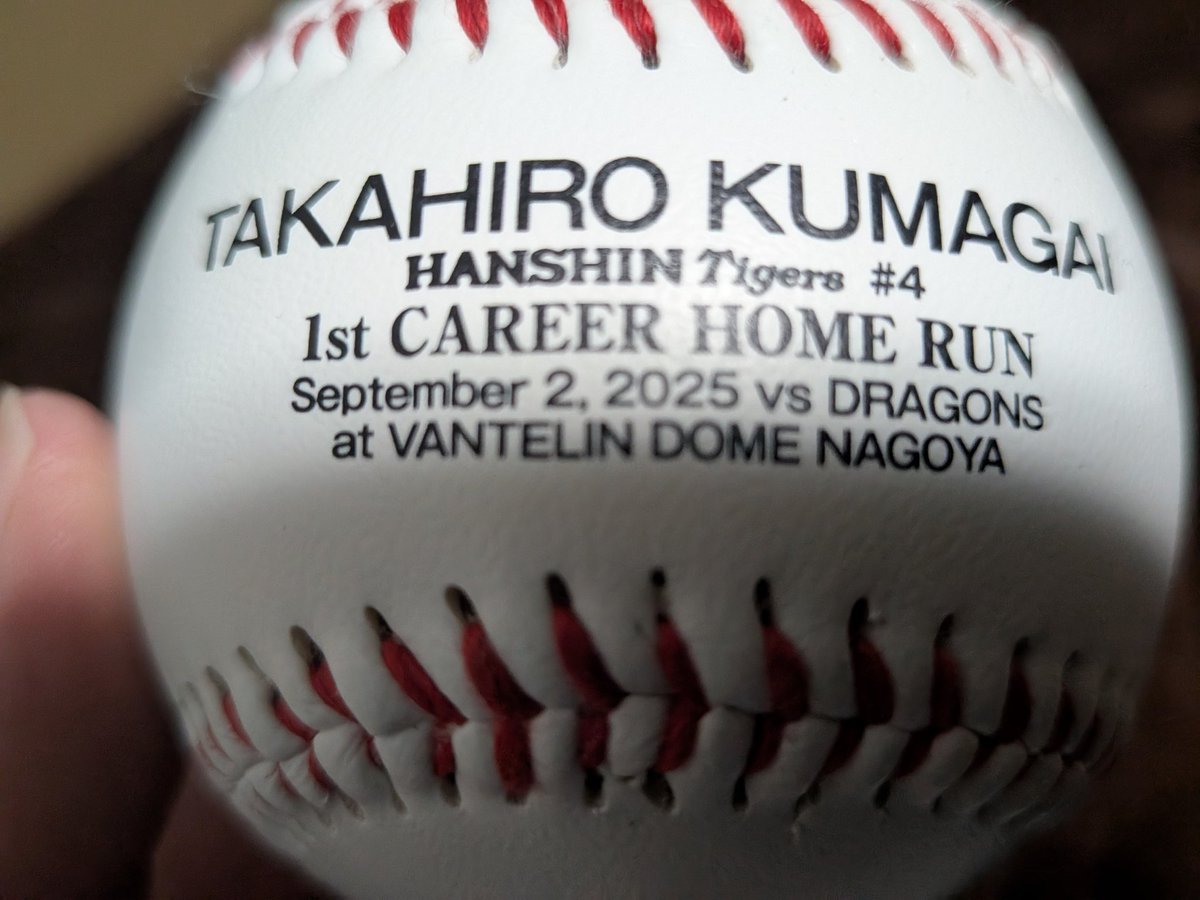 TAKAHIRO KUMAGAI
HANSHIN Tigers #4
1st CAREER HOME RUN
September 2, 2025 vs DRAGONS
at VANTELIN DOME NAGOYA